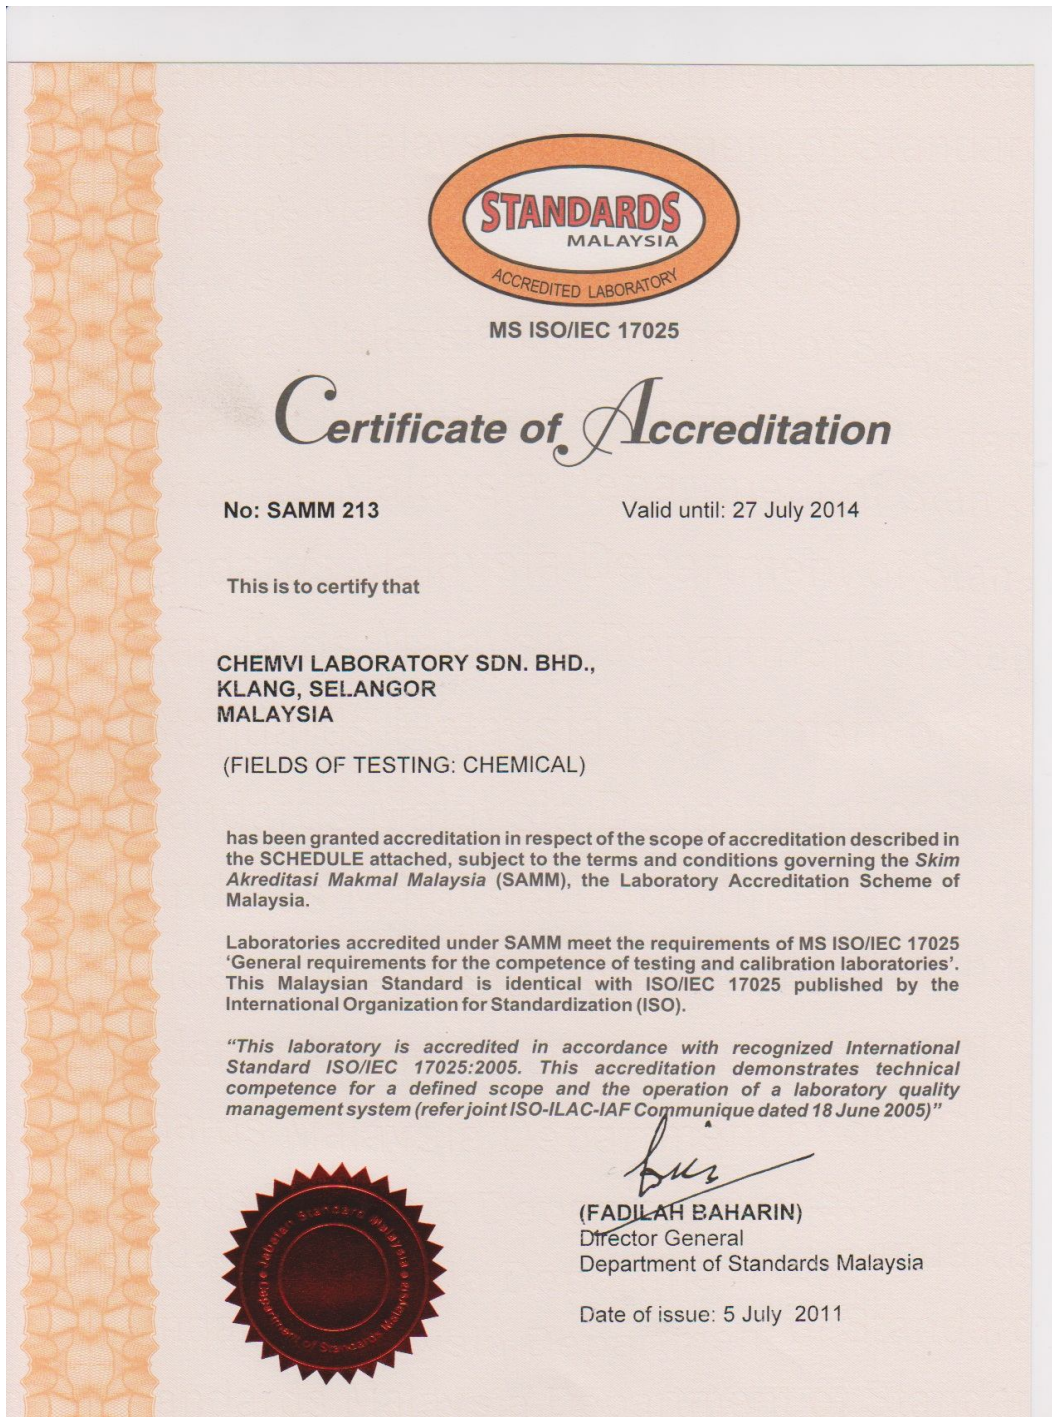 STANDARDS
MALAYSIA
ACCREDITED LABORATORY
MS ISO/IEC 17025
Certificate of Accreditation
No: SAMM 213 Valid until: 27 July 2014
This is to certify that
CHEMVI LABORATORY SDN. BHD.,
KLANG, SELANGOR
MALAYSIA
(FIELDS OF TESTING: CHEMICAL)
has been granted accreditation in respect of the scope of accreditation described in
the SCHEDULE attached, subject to the terms and conditions governing the Skim
Akreditasi Makmal Malaysia (SAMM), the Laboratory Accreditation Scheme of
Malaysia.
Laboratories accredited under SAMM meet the requirements of MS ISO/IEC 17025
‘General requirements for the competence of testing and calibration laboratories’.
This Malaysian Standard is identical with ISO/IEC 17025 published by the
International Organization for Standardization (ISO).
“This laboratory is accredited in accordance with recognized International
Standard ISO/IEC 17025:2005. This accreditation demonstrates technical
competence for a defined scope and the operation of a laboratory quality
management system (refer joint ISO-ILAC-IAF Communique dated 18 June 2005)”
(FADILAH BAHARIN)
Director General
Department of Standards Malaysia
Date of issue: 5 July 2011
Jabatan Standard Malaysia
Department of Standards Malaysia